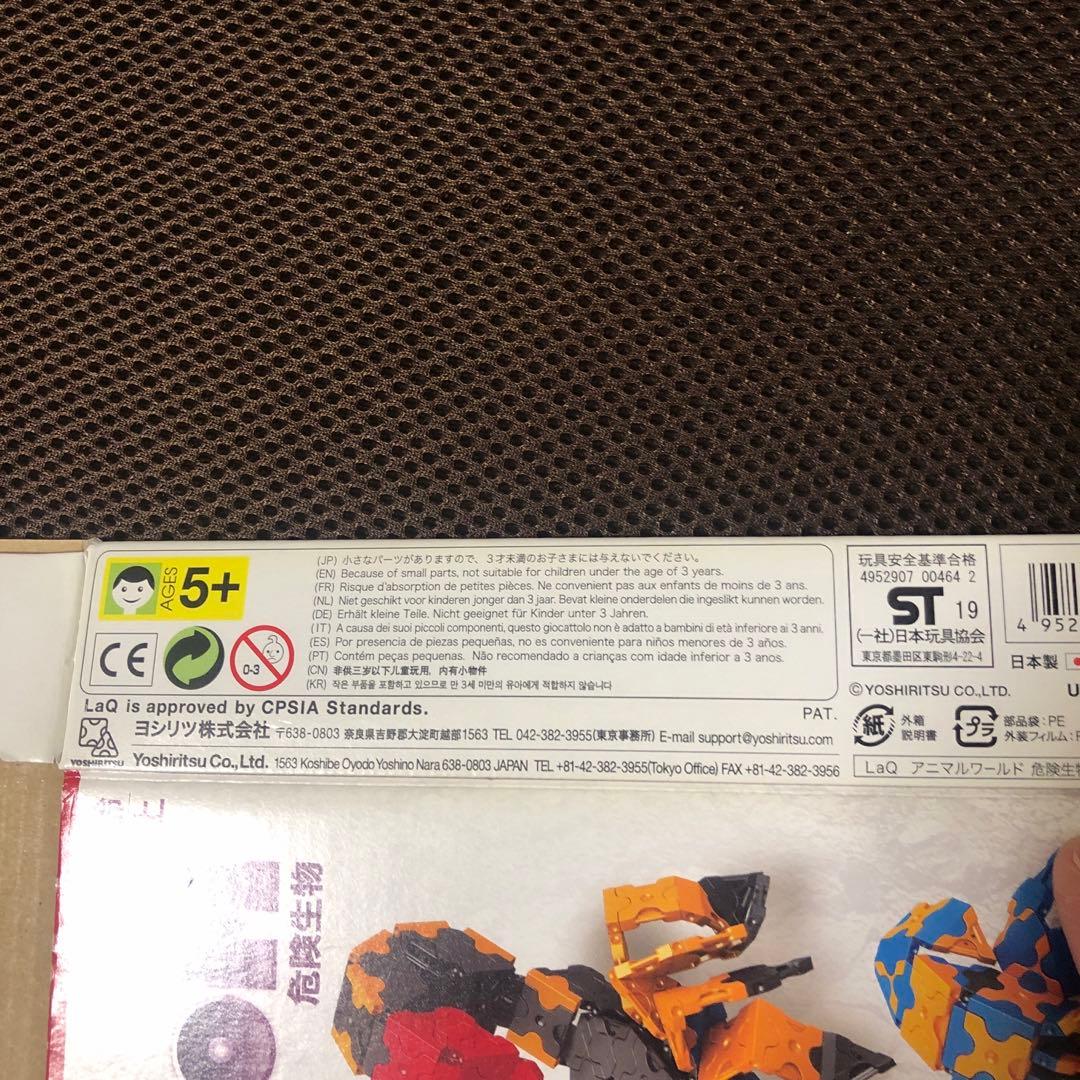 AGES 5+
0-3
CE
(JP) 小さなパーツがありますので、3才未満のお子さまには与えないでください。
(EN) Because of small parts, not suitable for children under the age of 3 years.
(FR) Risque d'absorption de petites pièces. Ne convenient pas aux enfants de moins de 3 ans.
(NL) Niet geschikt voor kinderen jonger dan 3 jaar. Bevat kleine onderdelen die ingeslikt kunnen worden.
(DE) Erhält kleine Teile. Nicht geeignet für Kinder unter 3 Jahren.
(IT) A causa dei suoi piccoli componenti, questo giocattolo non è adatto a bambini di età inferiore ai 3 anni.
(ES) Por presencia de piezas pequeñas, no es conveniente para niños menores de 3 años.
(PT) Contém peças pequenas. Não recomendado a crianças com idade inferior a 3 anos.
(CN) 非供三岁以下儿童玩用, 内有小物件
(KR) 작은 부품을 포함하고 있으므로 만 3세 미만의 유아에게 적합하지 않습니다
LaQ is approved by CPSIA Standards.
PAT.
YOSHIRITSU
ヨシリツ株式会社 〒638-0803 奈良県吉野郡大淀町越部1563 TEL 042-382-3955(東京事務所) E-mail support@yoshiritsu.com
Yoshiritsu Co., Ltd. 1563 Koshibe Oyodo Yoshino Nara 638-0803 JAPAN TEL +81-42-382-3955(Tokyo Office) FAX +81-42-382-3956
玩具安全基準合格
4952907 00464 2
ST 19
(一社)日本玩具協会
東京都墨田区東駒形4-22-4
4 952
日本製
©YOSHIRITSU CO.,LTD.
紙 外箱
説明書
プラ 部品袋:PE
外装フィルム:
LaQ アニマルワールド 危険生物
危険生物